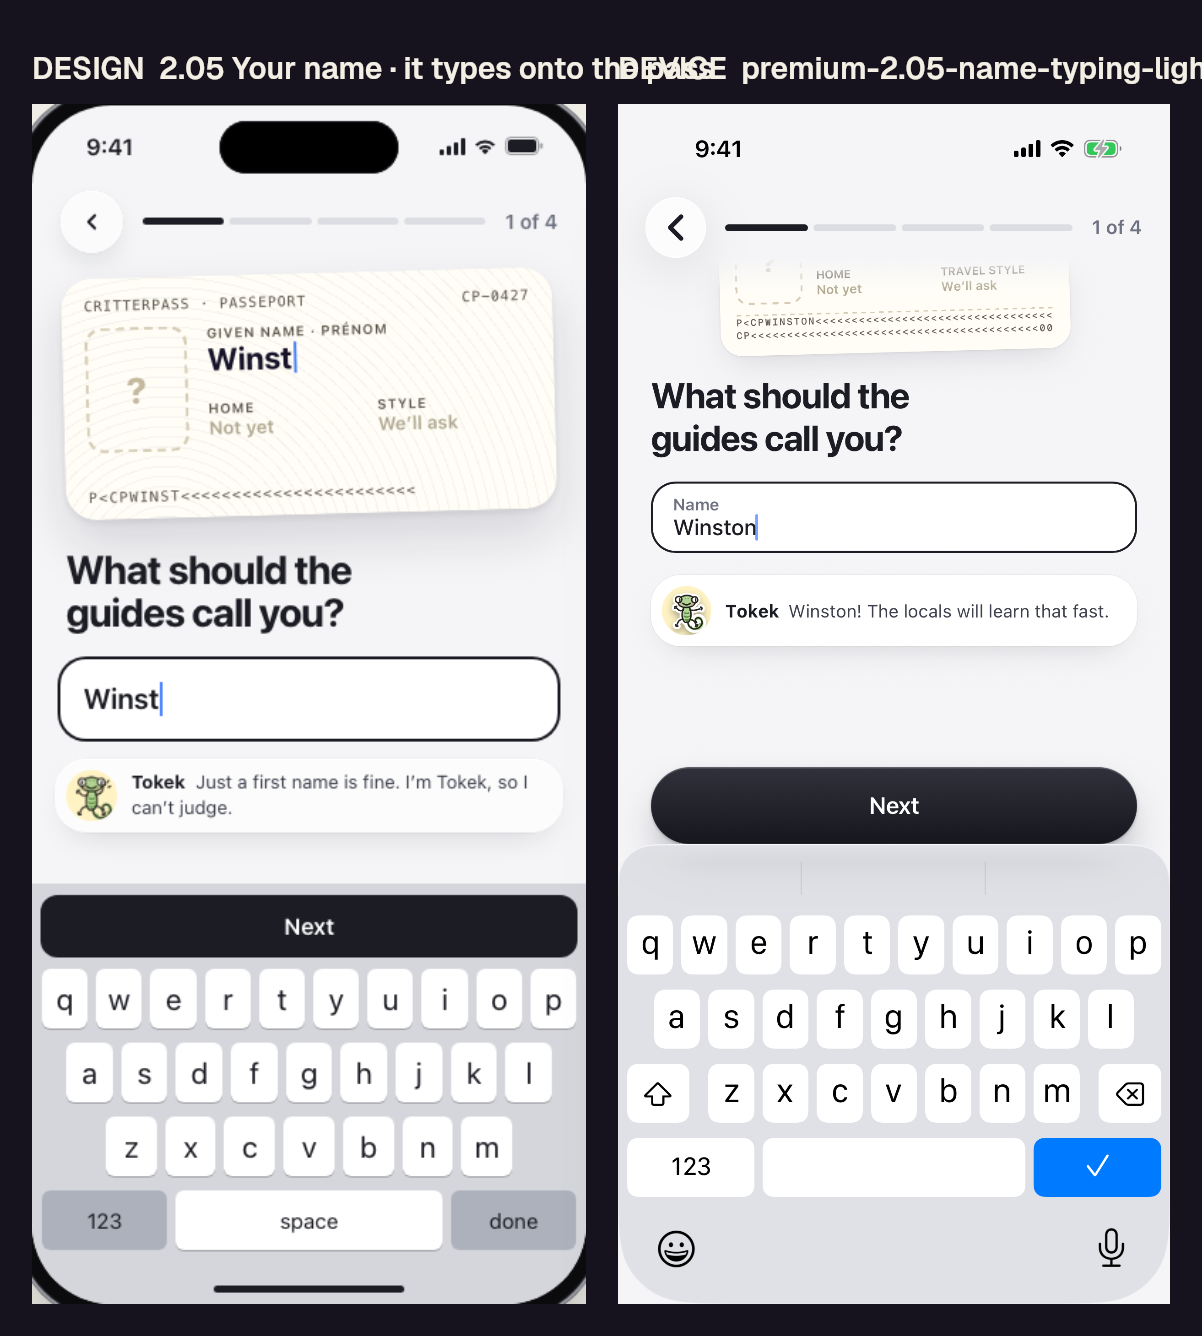 DESIGN 2.05 Your name · it types onto the pass
DEVICE premium-2.05-name-typing-ligh
9:41
1 of 4
CRITTERPASS · PASSEPORT
CP-0427
GIVEN NAME · PRÉNOM
Winst
?
HOME
STYLE
Not yet
We'll ask
P<CPWINST<<<<<<<<<<<<<<<<<<<<<<<<
What should the
guides call you?
Winst
Tokek Just a first name is fine. I'm Tokek, so I
can't judge.
Next
q w e r t y u i o p
a s d f g h j k l
z x c v b n m
123 space done
9:41
1 of 4
?
HOME
TRAVEL STYLE
Not yet
We'll ask
P<CPWINSTON<<<<<<<<<<<<<<<<<<<<<<<<<<<<<<<<<<
CP<<<<<<<<<<<<<<<<<<<<<<<<<<<<<<<<<<<<<<<<<00
What should the
guides call you?
Name
Winston
Tokek Winston! The locals will learn that fast.
Next
q w e r t y u i o p
a s d f g h j k l
z x c v b n m
123